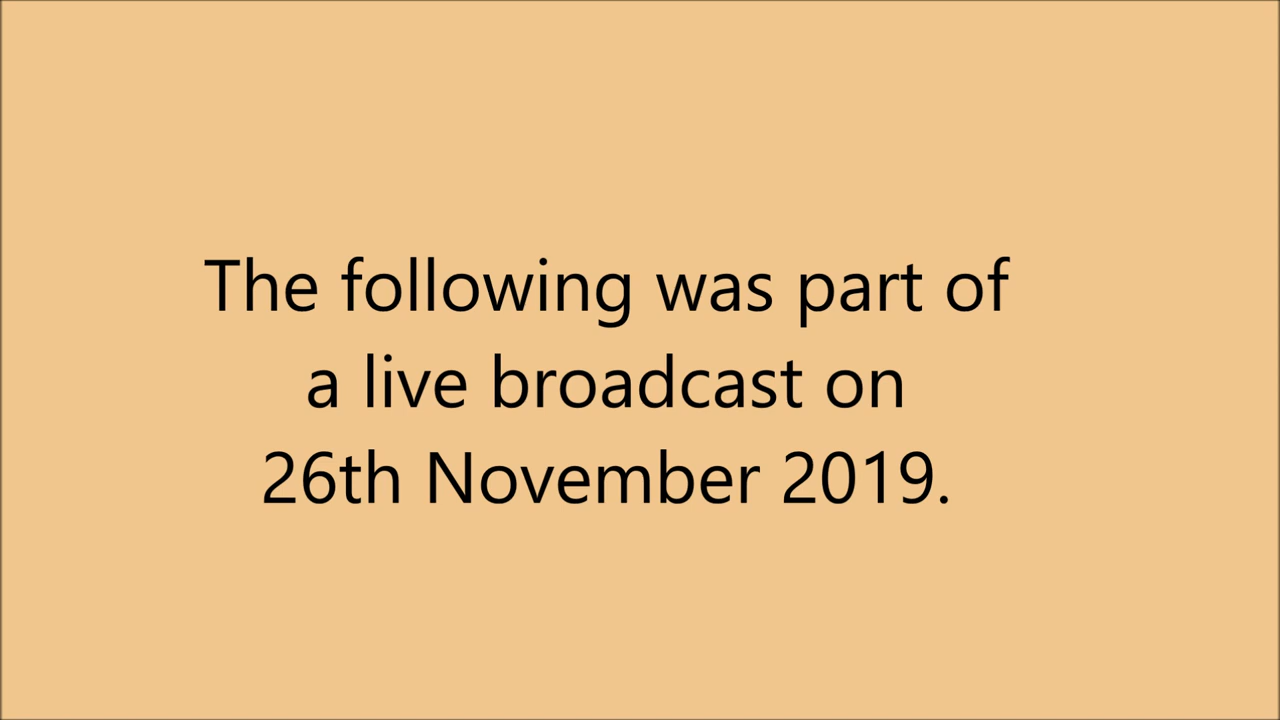 The following was part of
a live broadcast on
26th November 2019.